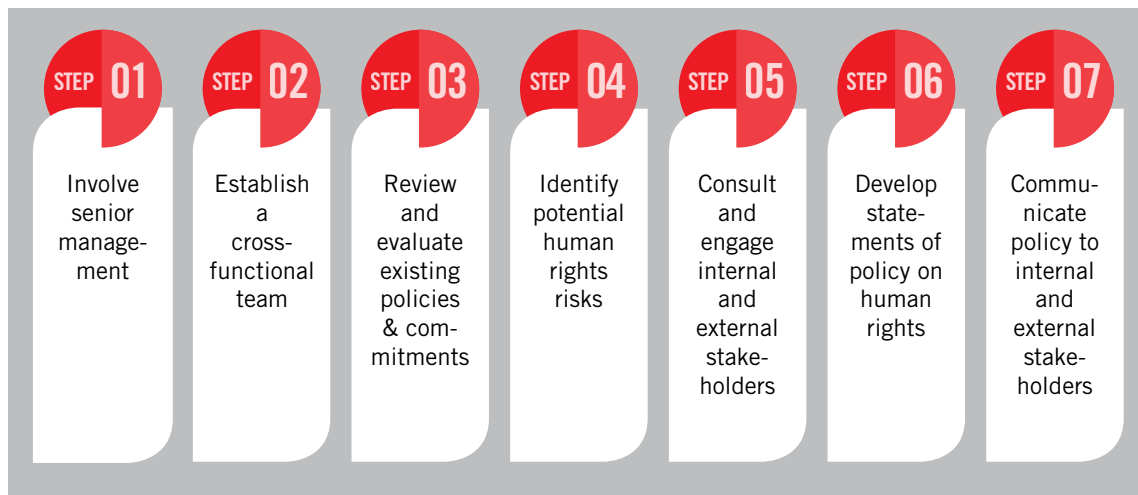 STEP 01
Involve
senior
manage-
ment
STEP 02
Establish
a
cross-
functional
team
STEP 03
Review
and
evaluate
existing
policies
& com-
mitments
STEP 04
Identify
potential
human
rights
risks
STEP 05
Consult
and
engage
internal
and
external
stake-
holders
STEP 06
Develop
state-
ments of
policy on
human
rights
STEP 07
Commu-
nicate
policy to
internal
and
external
stake-
holders